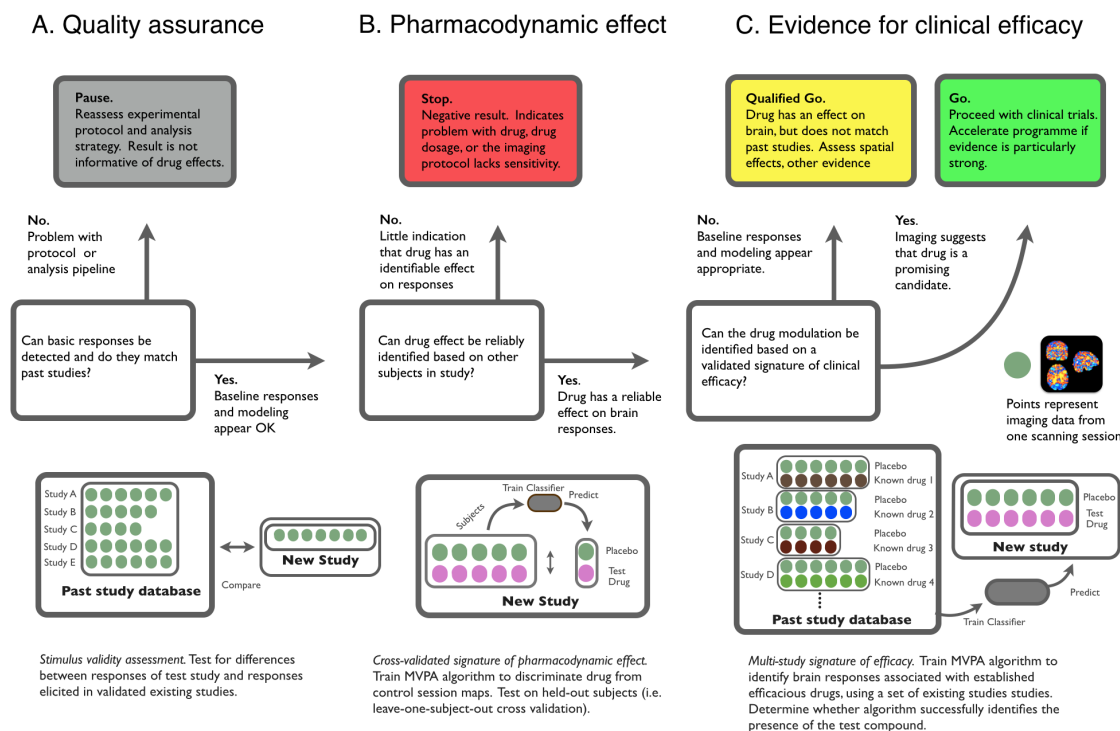 A. Quality assurance
B. Pharmacodynamic effect
C. Evidence for clinical efficacy
Pause.
Reassess experimental
protocol and analysis
strategy. Result is not
informative of drug effects.
Stop.
Negative result. Indicates
problem with drug, drug
dosage, or the imaging
protocol lacks sensitivity.
Qualified Go.
Drug has an effect on
brain, but does not match
past studies. Assess spatial
effects, other evidence
Go.
Proceed with clinical trials.
Accelerate programme if
evidence is particularly
strong.
No.
Problem with
protocol or
analysis pipeline
No.
Little indication
that drug has an
identifiable effect
on responses
No.
Baseline responses
and modeling appear
appropriate.
Yes.
Imaging suggests
that drug is a
promising
candidate.
Can basic responses be
detected and do they match
past studies?
Yes.
Baseline responses
and modeling
appear OK
Can drug effect be reliably
identified based on other
subjects in study?
Yes.
Drug has a reliable
effect on brain
responses.
Can the drug modulation be
identified based on a
validated signature of clinical
efficacy?
Points represent
imaging data from
one scanning session
Study A
Study B
Study C
Study D
Study E
Past study database
Compare
New Study
Subjects
Train Classifier
Predict
Placebo
Test
Drug
New Study
Study A
Placebo
Known drug 1
Study B
Placebo
Known drug 2
Study C
Placebo
Known drug 3
Study D
Placebo
Known drug 4
Past study database
Train Classifier
Predict
Placebo
Test
Drug
New study
Stimulus validity assessment. Test for differences
between responses of test study and responses
elicited in validated existing studies.
Cross-validated signature of pharmacodynamic effect.
Train MVPA algorithm to discriminate drug from
control session maps. Test on held-out subjects (i.e.
leave-one-subject-out cross validation).
Multi-study signature of efficacy. Train MVPA algorithm to
identify brain responses associated with established
efficacious drugs, using a set of existing studies studies.
Determine whether algorithm successfully identifies the
presence of the test compound.